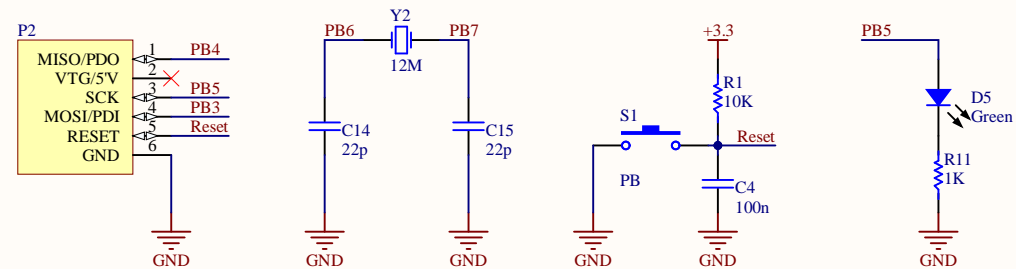 P2
MISO/PDO 1 PB4
VTG/5'V 2
SCK 3 PB5
MOSI/PDI 4 PB3
RESET 5 Reset
GND 6
GND
Y2
PB6 PB7
12M
C14
22p
C15
22p
GND
GND
+3.3
R1
10K
S1
Reset
PB
C4
100n
GND
GND
PB5
D5
Green
R11
1K
GND